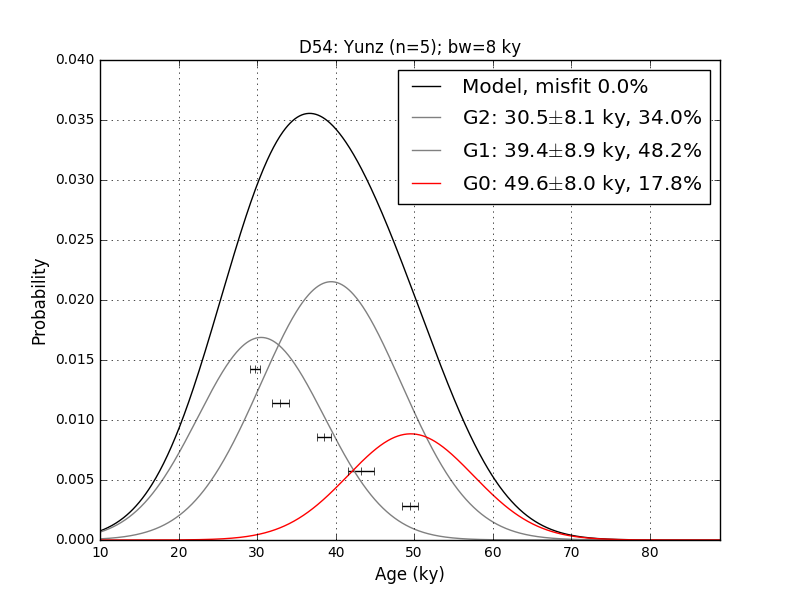 D54: Yunz (n=5); bw=8 ky
Model, misfit 0.0%
G2: 30.5±8.1 ky, 34.0%
G1: 39.4±8.9 ky, 48.2%
G0: 49.6±8.0 ky, 17.8%
0.040
0.035
0.030
0.025
0.020
0.015
0.010
0.005
0.000
Probability
10 20 30 40 50 60 70 80
Age (ky)